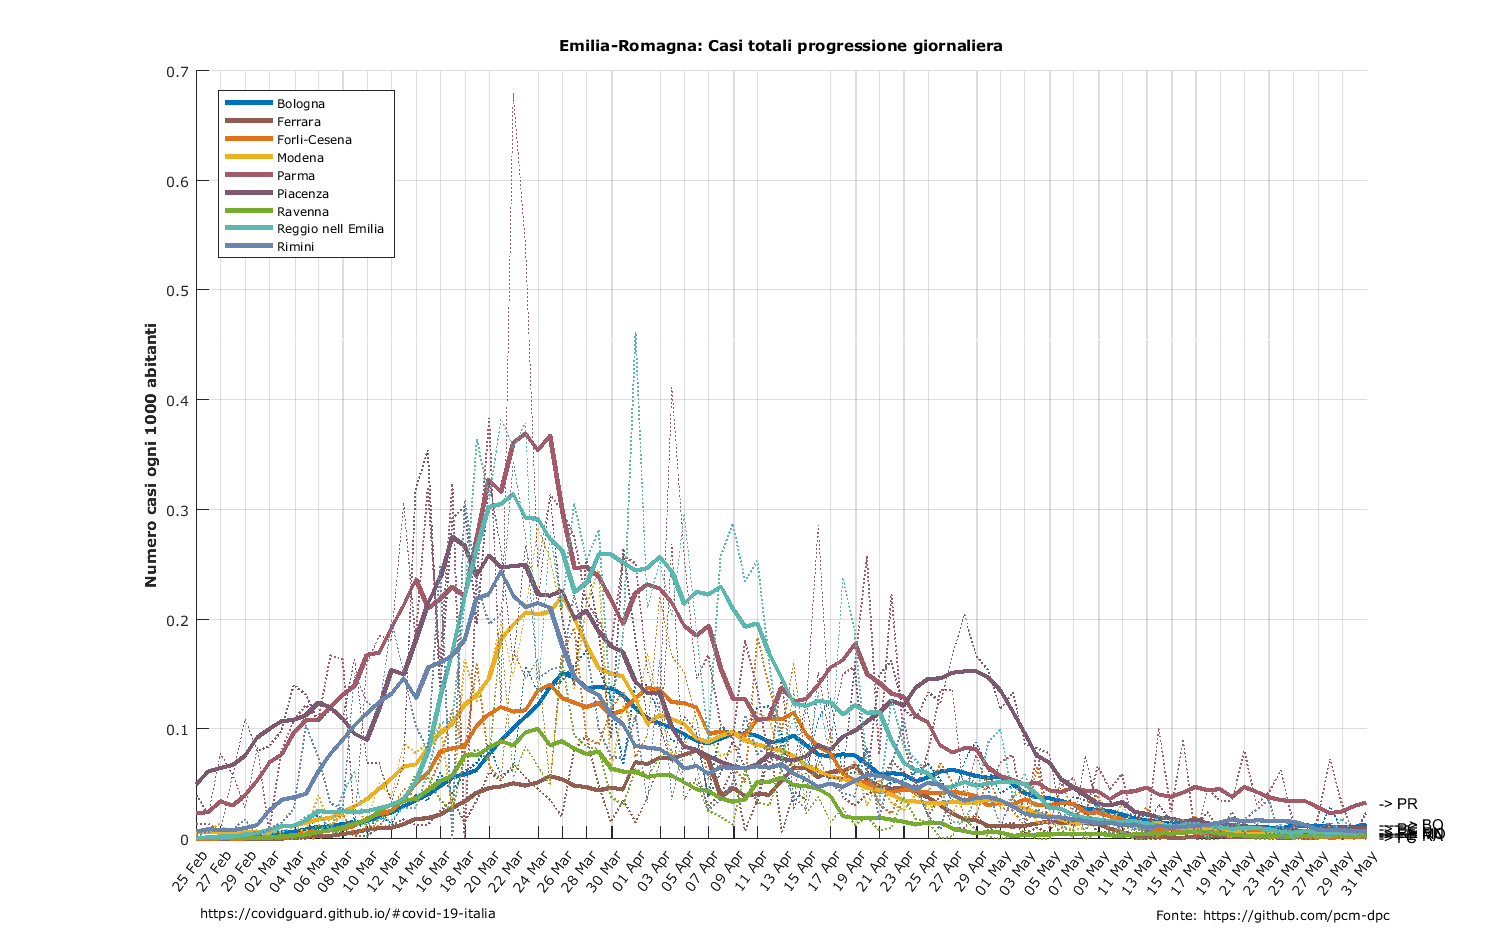 Emilia-Romagna: Casi totali progressione giornaliera
Numero casi ogni 1000 abitanti
0.7
0.6
0.5
0.4
0.3
0.2
0.1
0
Bologna
Ferrara
Forli-Cesena
Modena
Parma
Piacenza
Ravenna
Reggio nell Emilia
Rimini
-> PR
-> BO
25 Feb
27 Feb
29 Feb
02 Mar
04 Mar
06 Mar
08 Mar
10 Mar
12 Mar
14 Mar
16 Mar
18 Mar
20 Mar
22 Mar
24 Mar
26 Mar
28 Mar
30 Mar
01 Apr
03 Apr
05 Apr
07 Apr
09 Apr
11 Apr
13 Apr
15 Apr
17 Apr
19 Apr
21 Apr
23 Apr
25 Apr
27 Apr
29 Apr
01 May
03 May
05 May
07 May
09 May
11 May
13 May
15 May
17 May
19 May
21 May
23 May
25 May
27 May
29 May
31 May
https://covidguard.github.io/#covid-19-italia
Fonte: https://github.com/pcm-dpc